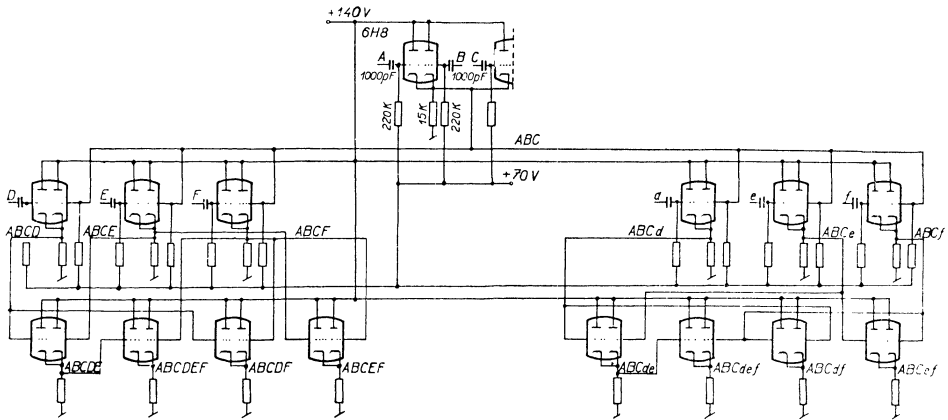 +140V
6H8
A B C
1000pF 1000pF
220K 15K 220K
ABC
+70V
D E F a e f
ABCD ABCE ABCF ABCd ABCe ABCf
ABCDE ABCDEF ABCDF ABCEF ABCde ABCdef ABCdf ABCef